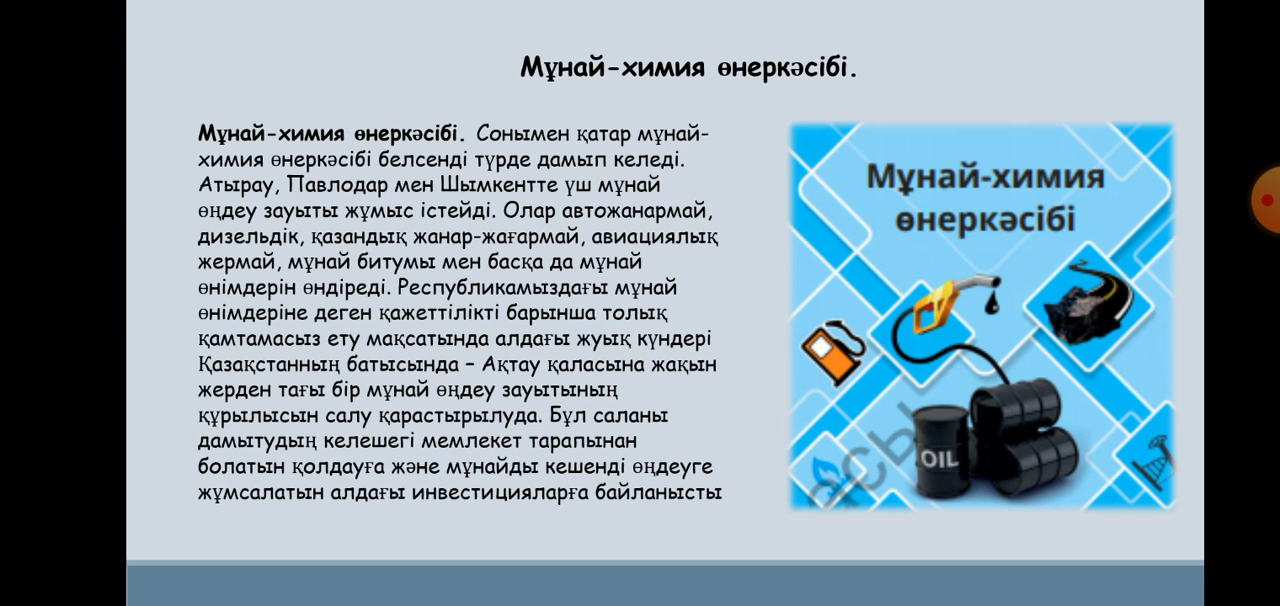 Мұнай-химия өнеркәсібі.
Мұнай-химия өнеркәсібі. Сонымен қатар мұнай-
химия өнеркәсібі белсенді түрде дамып келеді.
Атырау, Павлодар мен Шымкентте үш мұнай
өңдеу зауыты жұмыс істейді. Олар автожанармай,
дизельдік, қазандық жанар-жағармай, авиациялық
жермай, мұнай битумы мен басқа да мұнай
өнімдерін өндіреді. Республикамыздағы мұнай
өнімдеріне деген қажеттілікті барынша толық
қамтамасыз ету мақсатында алдағы жуық күндері
Қазақстанның батысында – Ақтау қаласына жақын
жерден тағы бір мұнай өңдеу зауытының
құрылысын салу қарастырылуда. Бұл саланы
дамытудың келешегі мемлекет тарапынан
болатын қолдауға және мұнайды кешенді өңдеуге
жұмсалатын алдағы инвестицияларға байланысты
Мұнай-химия
өнеркәсібі
OIL